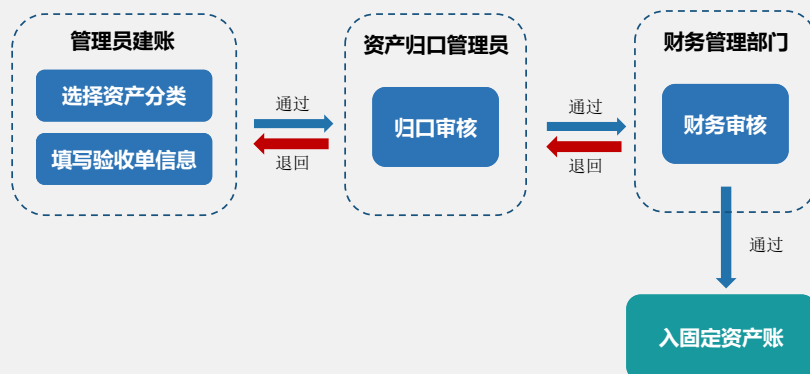 管理员建账
选择资产分类
填写验收单信息
通过
退回
资产归口管理员
归口审核
通过
退回
财务管理部门
财务审核
通过
入固定资产账